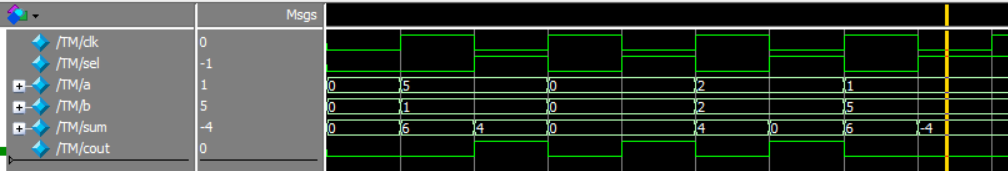 Msgs
/TM/clk 0
/TM/sel -1
/TM/a 1 0 5 0 2 1
/TM/b 5 0 1 0 2 5
/TM/sum -4 0 6 4 0 4 0 6 -4
/TM/cout 0